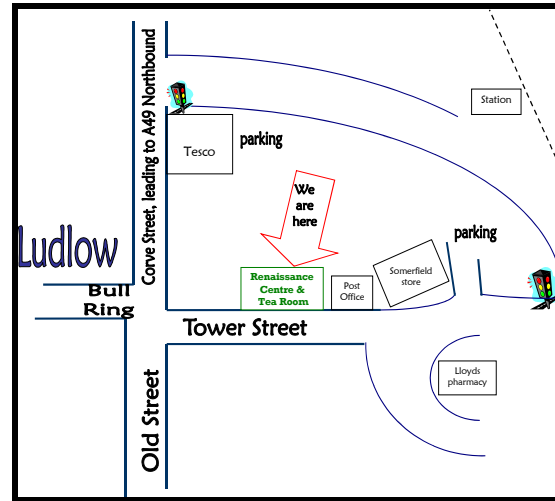 Corve Street, leading to A49 Northbound
Station
Tesco
parking
We
are
here
parking
Ludlow
Bull
Ring
Renaissance
Centre &
Tea Room
Post
Office
Somerfield
store
Tower Street
Lloyds
pharmacy
Old Street